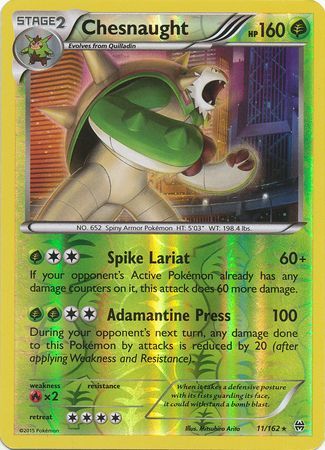 STAGE2
Chesnaught
HP160
Evolves from Quilladin
NO. 652 Spiny Armor Pokémon HT: 5'03" WT: 198.4 lbs.
Spike Lariat 60+
If your opponent's Active Pokémon already has any
damage counters on it, this attack does 60 more damage.
Adamantine Press 100
During your opponent's next turn, any damage done
to this Pokémon by attacks is reduced by 20 (after
applying Weakness and Resistance).
weakness
resistance
×2
retreat
When it takes a defensive posture
with its fists guarding its face,
it could withstand a bomb blast.
©2015 Pokémon
Illus. Mitsuhiro Arita
11/162 ★